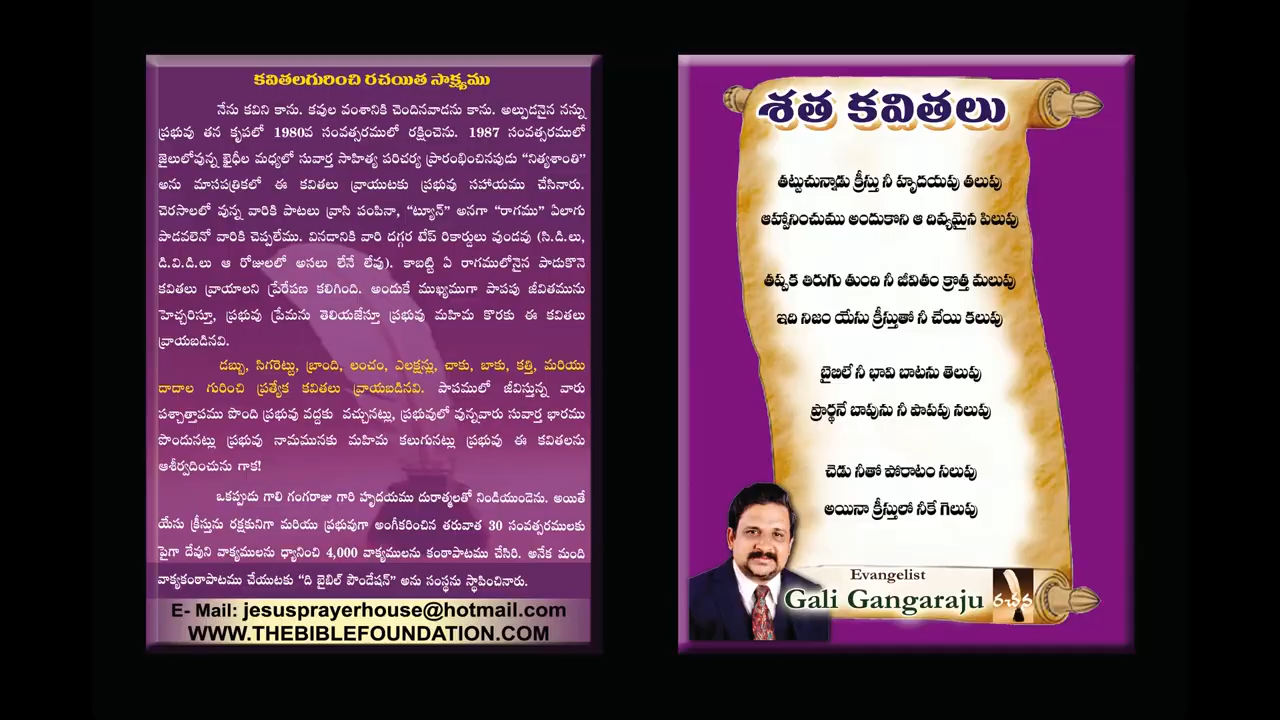 కవితలగురించి రచయిత సాక్ష్యము
నేను కవిని కాను. కవుల వంశానికి చెందినవాడను కాను. అల్పుడనైన నన్ను
ప్రభువు తన కృపలో 1980వ సంవత్సరములో రక్షించెను. 1987 సంవత్సరములో
జైలులోవున్న ఖైధీల మధ్యలో సువార్త సాహిత్య పరిచర్య ప్రారంభించినపుడు “నిత్యశాంతి”
అను మాసపత్రికలో ఈ కవితలు వ్రాయుటకు ప్రభువు సహాయము చేసినారు.
చెరసాలలో వున్న వారికి పాటలు వ్రాసి పంపినా, “ట్యూన్” అనగా “రాగము” ఏలాగు
పాడవలెనో వారికి చెప్పలేము. వినడానికి వారి దగ్గర టేప్ రికార్డులు వుండవు (సి.డి.లు,
డి.వి.డి.లు ఆ రోజులలో అసలు లేనే లేవు). కాబట్టి ఏ రాగములోనైన పాడుకొనె
కవితలు వ్రాయాలని ప్రేరేపణ కలిగింది. అందుకే ముఖ్యముగా పాపపు జీవితమును
హెచ్చరిస్తూ, ప్రభువు ప్రేమను తెలియజేస్తూ ప్రభువు మహిమ కొరకు ఈ కవితలు
వ్రాయబడినవి.
డబ్బు, సిగరెట్టు, బ్రాంది, లంచం, ఎలక్షన్లు, చాకు, బాకు, కత్తి, మరియు
దాదాల గురించి ప్రత్యేక కవితలు వ్రాయబడినవి. పాపములో జీవిస్తున్న వారు
పశ్చాత్తాపము పొంది ప్రభువు వద్దకు వచ్చునట్లు, ప్రభువులో వున్నవారు సువార్త భారము
పొందునట్లు ప్రభువు నామమునకు మహిమ కలుగునట్లు ప్రభువు ఈ కవితలను
ఆశీర్వదించును గాక!
ఒకప్పుడు గాలి గంగరాజు గారి హృదయము దురాత్మలతో నిండియుండెను. అయితే
యేసు క్రీస్తును రక్షకునిగా మరియు ప్రభువుగా అంగీకరించిన తరువాత 30 సంవత్సరములకు
పైగా దేవుని వాక్యములను ధ్యానించి 4,000 వాక్యములను కంఠాపాటము చేసిరి. అనేక మంది
వాక్యకంఠాపాటము చేయుటకు “ది బైబిల్ పౌండేషన్” అను సంస్థను స్థాపించినారు.
E- Mail: jesusprayerhouse@hotmail.com
WWW.THEBIBLEFOUNDATION.COM
శత కవితలు
తట్టుచున్నాడు క్రీస్తు నీ హృదయపు తలుపు
ఆహ్వానించుము అందుకొని ఆ దివ్యమైన పిలుపు
తప్పక తిరుగు తుంది నీ జీవితం క్రొత్త మలుపు
ఇది నిజం యేసు క్రీస్తుతో నీ చేయి కలుపు
బైబిలే నీ భావి బాటను తెలుపు
ప్రార్థనే బాపును నీ పాపపు నలుపు
చెడు నీతో పోరాటం సలుపు
అయినా క్రీస్తులో నీకే గెలుపు
Evangelist
Gali Gangaraju రచన